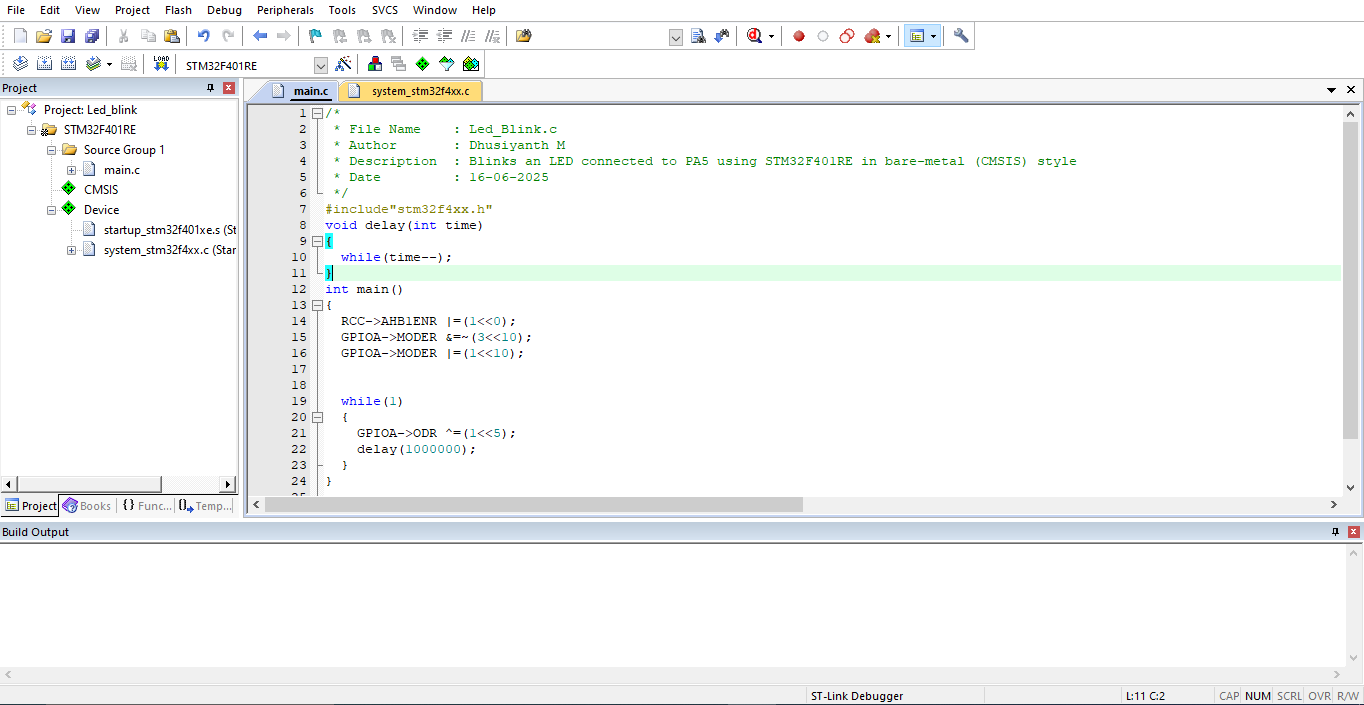 File Edit View Project Flash Debug Peripherals Tools SVCS Window Help
LOAD STM32F401RE
Project
main.c system_stm32f4xx.c
Project: Led_blink
STM32F401RE
Source Group 1
main.c
CMSIS
Device
startup_stm32f401xe.s (St
system_stm32f4xx.c (Star
1 /*
2 * File Name : Led_Blink.c
3 * Author : Dhusiyanth M
4 * Description : Blinks an LED connected to PA5 using STM32F401RE in bare-metal (CMSIS) style
5 * Date : 16-06-2025
6 */
7 #include"stm32f4xx.h"
8 void delay(int time)
9 {
10 while(time--);
11 }
12 int main()
13 {
14 RCC->AHB1ENR |=(1<<0);
15 GPIOA->MODER &=~(3<<10);
16 GPIOA->MODER |=(1<<10);
17
18
19 while(1)
20 {
21 GPIOA->ODR ^=(1<<5);
22 delay(1000000);
23 }
24 }
25
Project Books {} Func... Temp...
Build Output
ST-Link Debugger L:11 C:2 CAP NUM SCRL OVR R/W